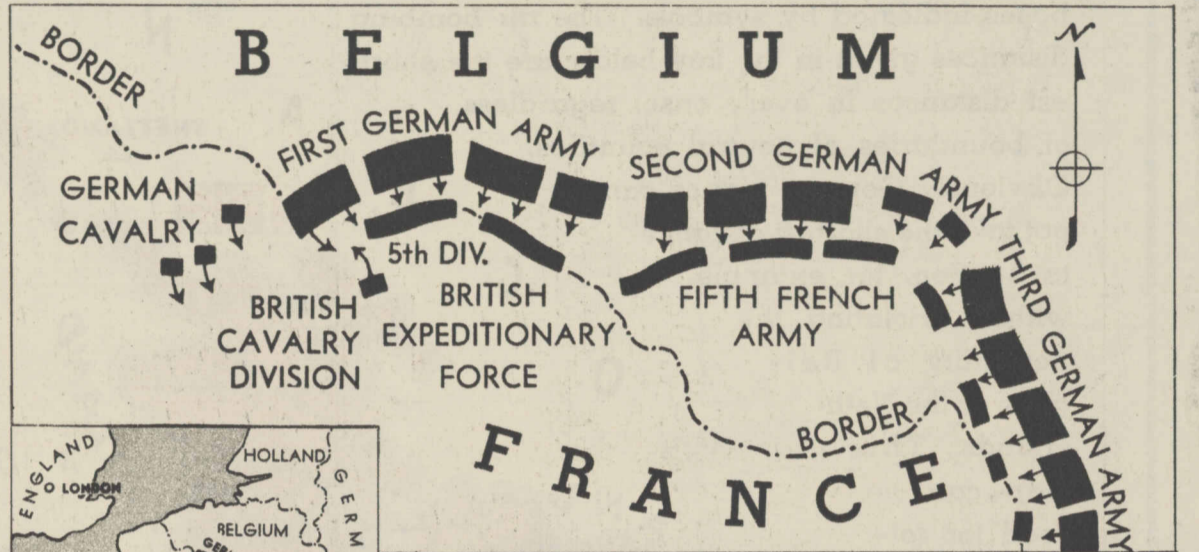 BELGIUM
N
BORDER
FIRST GERMAN ARMY
SECOND GERMAN ARMY
GERMAN
CAVALRY
5th DIV.
BRITISH
CAVALRY
DIVISION
BRITISH
EXPEDITIONARY
FORCE
FIFTH FRENCH
ARMY
THIRD GERMAN ARMY
BORDER
FRANCE
ENGLAND
LONDON
HOLLAND
GERM
BELGIUM